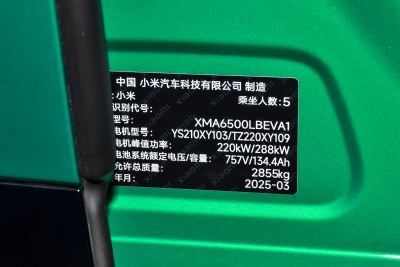 中国 小米汽车科技有限公司 制造
小米 乘坐人数:5
识别代号:
型号: XMA6500LBEVA1
电机型号: YS210XY103/TZ220XY109
电机峰值功率: 220kW/288kW
电池系统额定电压/容量: 757V/134.4Ah
允许总质量: 2855kg
年月: 2025-03